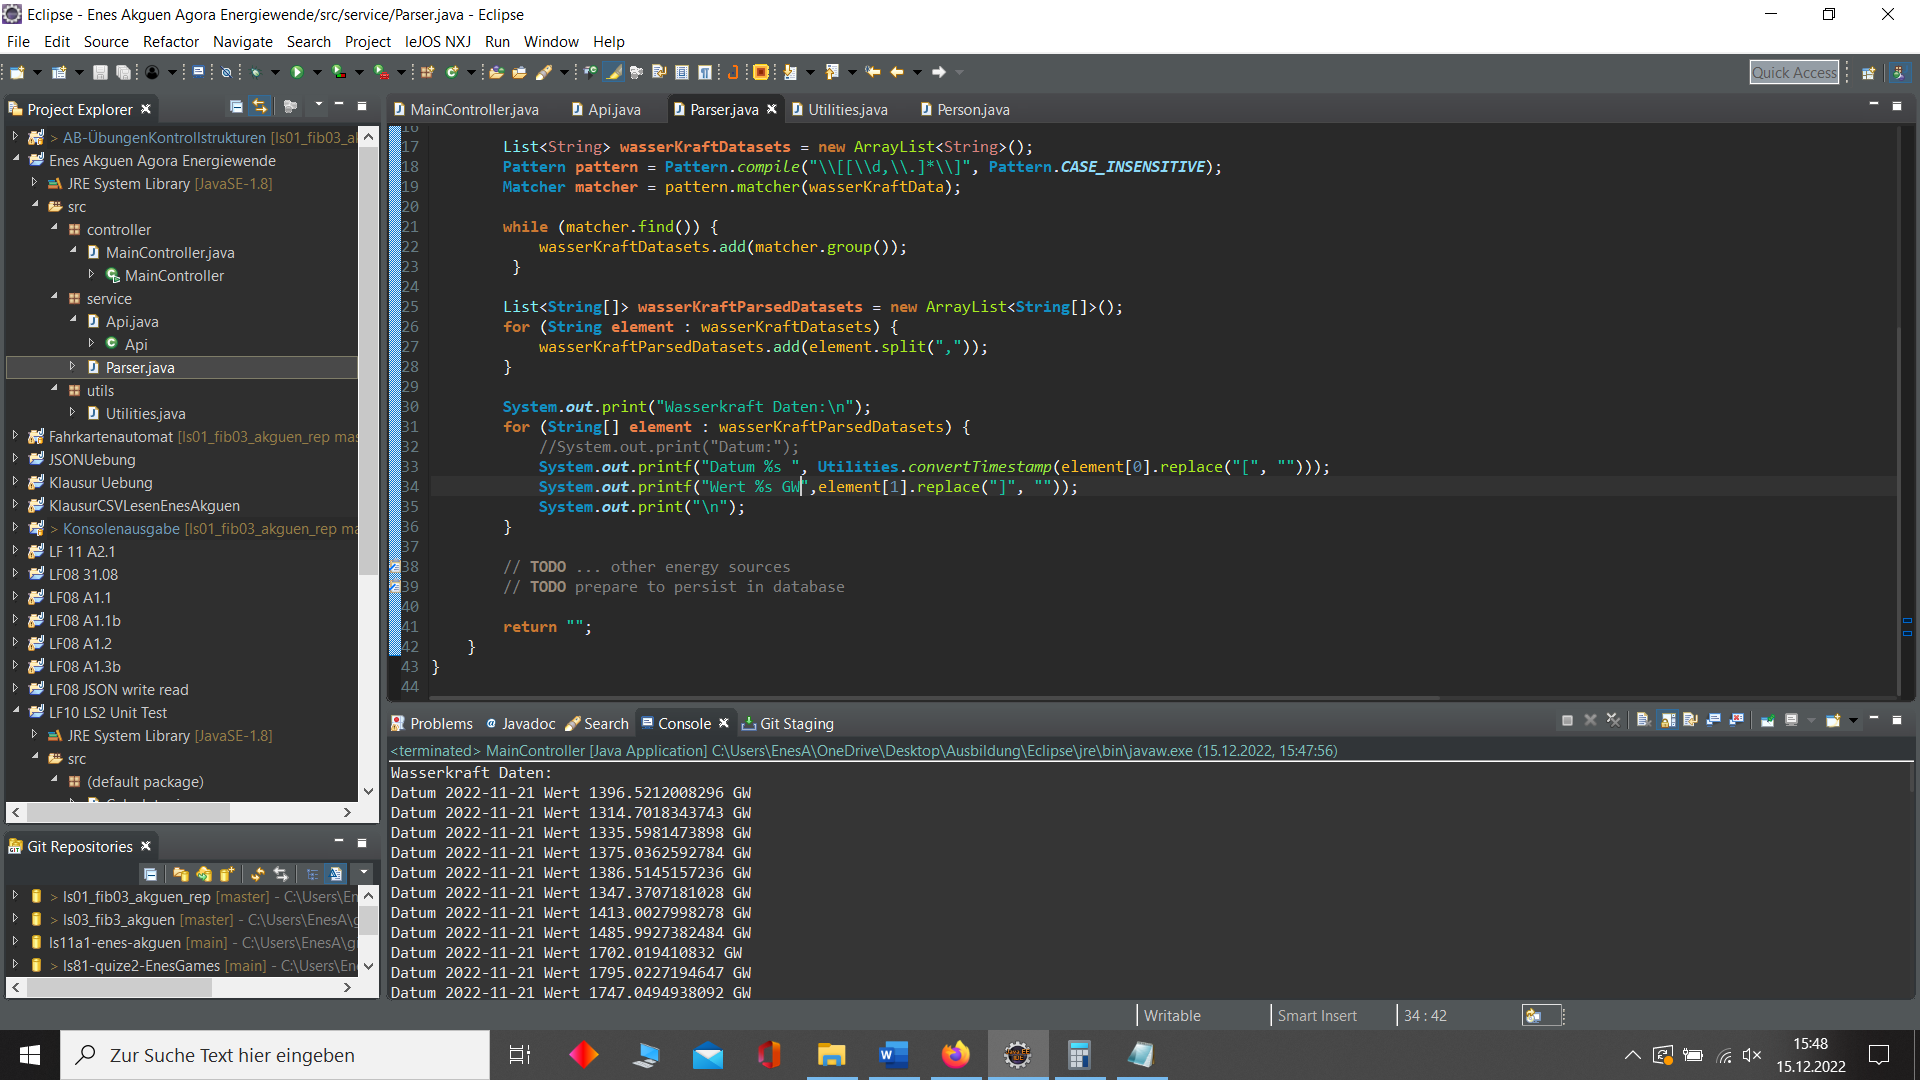 Eclipse - Enes Akguen Agora Energiewende/src/service/Parser.java - Eclipse
File Edit Source Refactor Navigate Search Project leJOS NXJ Run Window Help
Quick Access
Project Explorer
> AB-ÜbungenKontrollstrukturen [ls01_fib03_al
Enes Akguen Agora Energiewende
JRE System Library [JavaSE-1.8]
src
controller
MainController.java
MainController
service
Api.java
Api
Parser.java
utils
Utilities.java
Fahrkartenautomat [ls01_fib03_akguen_rep mas
JSONUebung
Klausur Uebung
KlausurCSVLesenEnesAkguen
> Konsolenausgabe [ls01_fib03_akguen_rep ma
LF 11 A2.1
LF08 31.08
LF08 A1.1
LF08 A1.1b
LF08 A1.2
LF08 A1.3b
LF08 JSON write read
LF10 LS2 Unit Test
JRE System Library [JavaSE-1.8]
src
(default package)
Git Repositories
> ls01_fib03_akguen_rep [master] - C:\Users\En
> ls03_fib3_akguen [master] - C:\Users\EnesA\g
ls11a1-enes-akguen [main] - C:\Users\EnesA\gi
> ls81-quize2-EnesGames [main] - C:\Users\Ene
MainController.java Api.java Parser.java Utilities.java Person.java
16
17 List<String> wasserKraftDatasets = new ArrayList<String>();
18 Pattern pattern = Pattern.compile("\\[[\\d,\\.]*\\]", Pattern.CASE_INSENSITIVE);
19 Matcher matcher = pattern.matcher(wasserKraftData);
20
21 while (matcher.find()) {
22 wasserKraftDatasets.add(matcher.group());
23 }
24
25 List<String[]> wasserKraftParsedDatasets = new ArrayList<String[]>();
26 for (String element : wasserKraftDatasets) {
27 wasserKraftParsedDatasets.add(element.split(","));
28 }
29
30 System.out.print("Wasserkraft Daten:\n");
31 for (String[] element : wasserKraftParsedDatasets) {
32 //System.out.print("Datum:");
33 System.out.printf("Datum %s ", Utilities.convertTimestamp(element[0].replace("[", "")));
34 System.out.printf("Wert %s GW",element[1].replace("]", ""));
35 System.out.print("\n");
36 }
37
38 // TODO ... other energy sources
39 // TODO prepare to persist in database
40
41 return "";
42 }
43 }
44
Problems Javadoc Search Console Git Staging
<terminated> MainController [Java Application] C:\Users\EnesA\OneDrive\Desktop\Ausbildung\Eclipse\jre\bin\javaw.exe (15.12.2022, 15:47:56)
Wasserkraft Daten:
Datum 2022-11-21 Wert 1396.5212008296 GW
Datum 2022-11-21 Wert 1314.7018343743 GW
Datum 2022-11-21 Wert 1335.5981473898 GW
Datum 2022-11-21 Wert 1375.0362592784 GW
Datum 2022-11-21 Wert 1386.5145157236 GW
Datum 2022-11-21 Wert 1347.3707181028 GW
Datum 2022-11-21 Wert 1413.0027998278 GW
Datum 2022-11-21 Wert 1485.9927382484 GW
Datum 2022-11-21 Wert 1702.019410832 GW
Datum 2022-11-21 Wert 1795.0227194647 GW
Datum 2022-11-21 Wert 1747.0494938092 GW
Writable Smart Insert 34 : 42
Zur Suche Text hier eingeben
15:48
15.12.2022